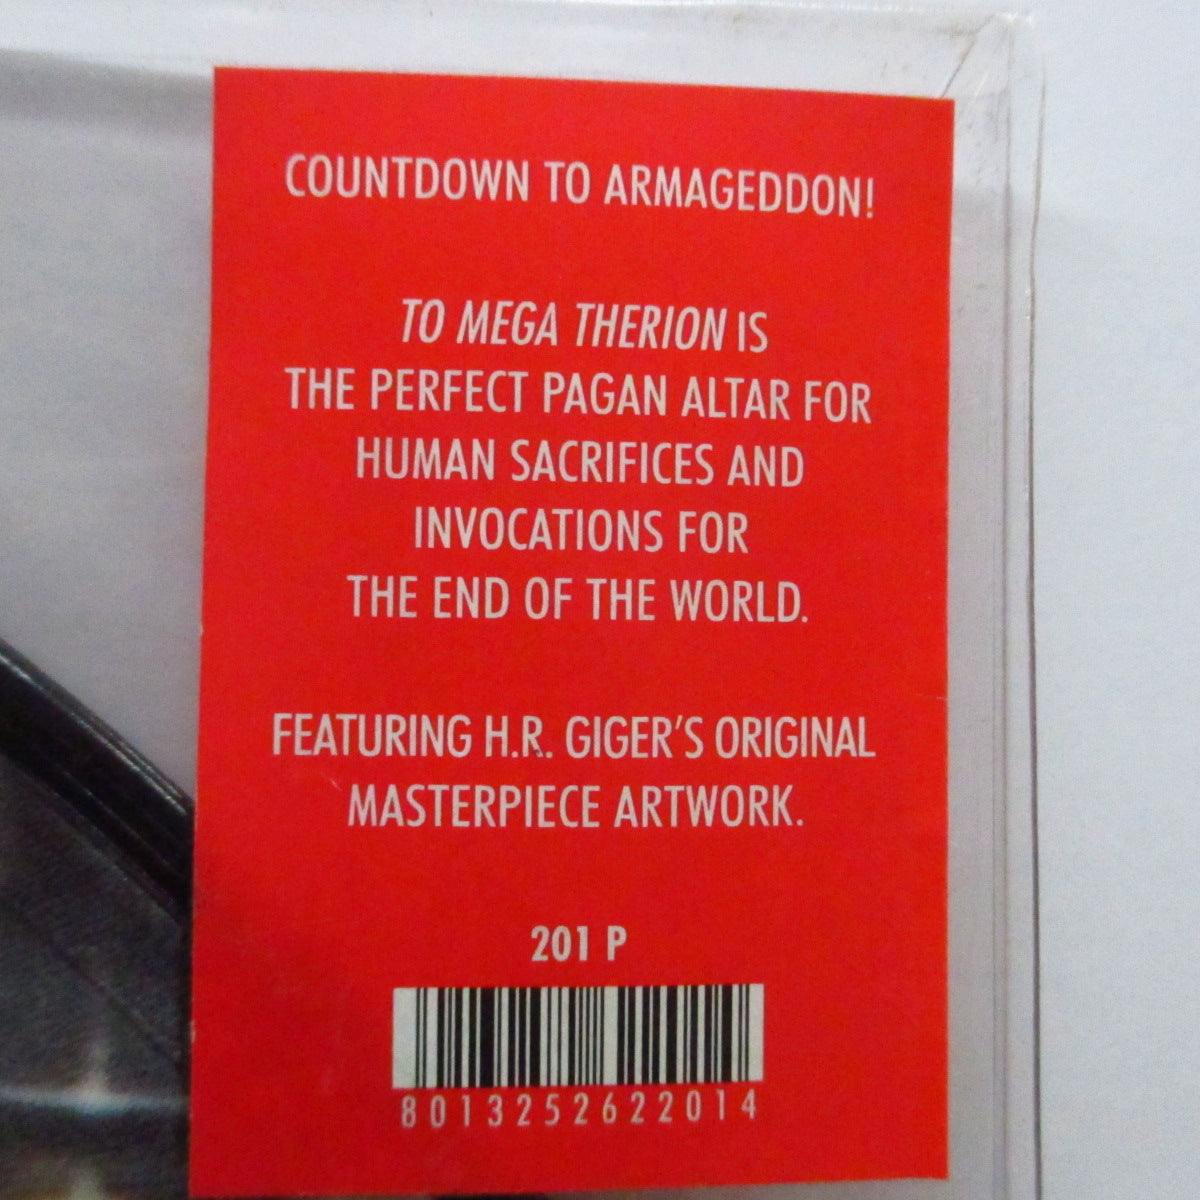 COUNTDOWN TO ARMAGEDDON!
TO MEGA THERION IS
THE PERFECT PAGAN ALTAR FOR
HUMAN SACRIFICES AND
INVOCATIONS FOR
THE END OF THE WORLD.
FEATURING H.R. GIGER'S ORIGINAL
MASTERPIECE ARTWORK.
201 P
8013252622014